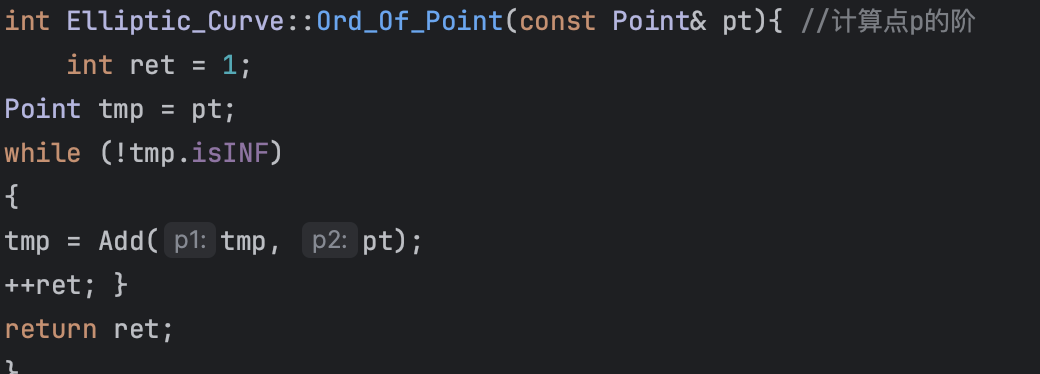 int Elliptic_Curve::Ord_Of_Point(const Point& pt){ //计算点p的阶
int ret = 1;
Point tmp = pt;
while (!tmp.isINF)
{
tmp = Add( p1: tmp, p2: pt);
++ret; }
return ret;
}